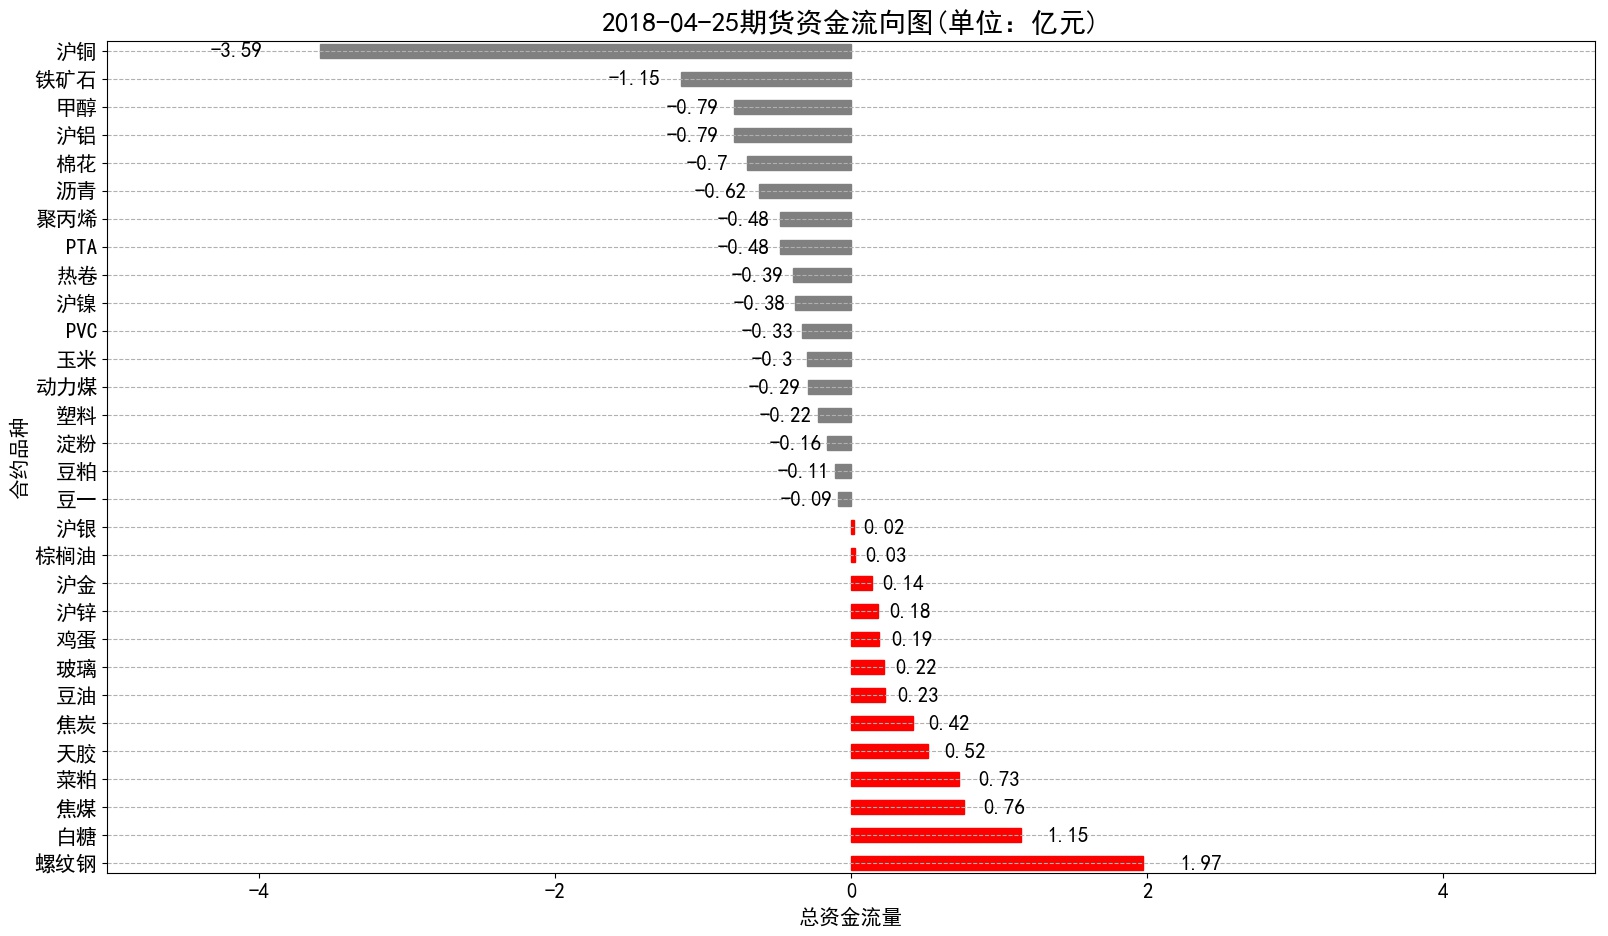 2018-04-25期货资金流向图(单位：亿元)
沪铜 -3.59
铁矿石 -1.15
甲醇 -0.79
沪铝 -0.79
棉花 -0.7
沥青 -0.62
聚丙烯 -0.48
PTA -0.48
热卷 -0.39
沪镍 -0.38
PVC -0.33
玉米 -0.3
动力煤 -0.29
塑料 -0.22
淀粉 -0.16
豆粕 -0.11
豆一 -0.09
沪银 0.02
棕榈油 0.03
沪金 0.14
沪锌 0.18
鸡蛋 0.19
玻璃 0.22
豆油 0.23
焦炭 0.42
天胶 0.52
菜粕 0.73
焦煤 0.76
白糖 1.15
螺纹钢 1.97
合约品种
-4 -2 0 2 4
总资金流量